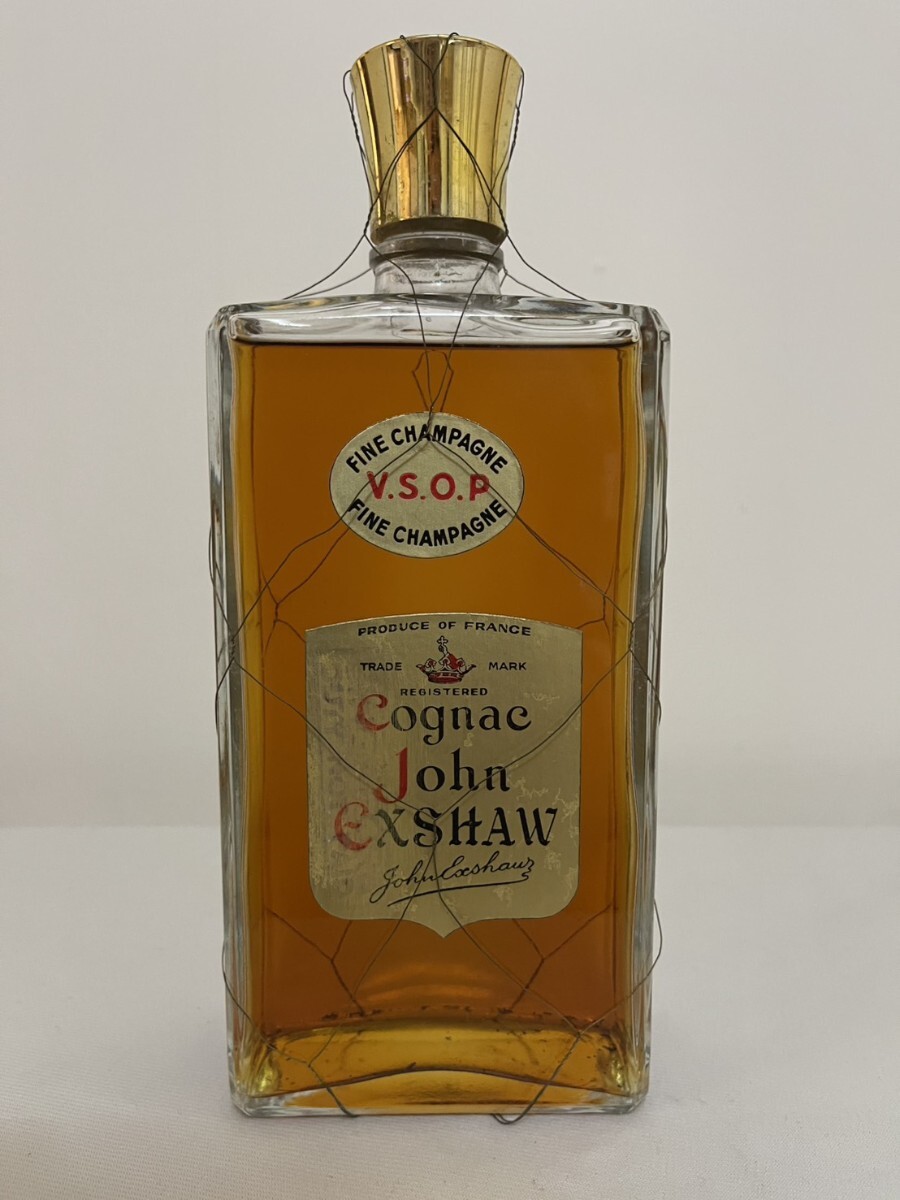 FINE CHAMPAGNE
V.S.O.P
FINE CHAMPAGNE
PRODUCE OF FRANCE
TRADE MARK
REGISTERED
Cognac
John
EXSHAW
John Exshaw